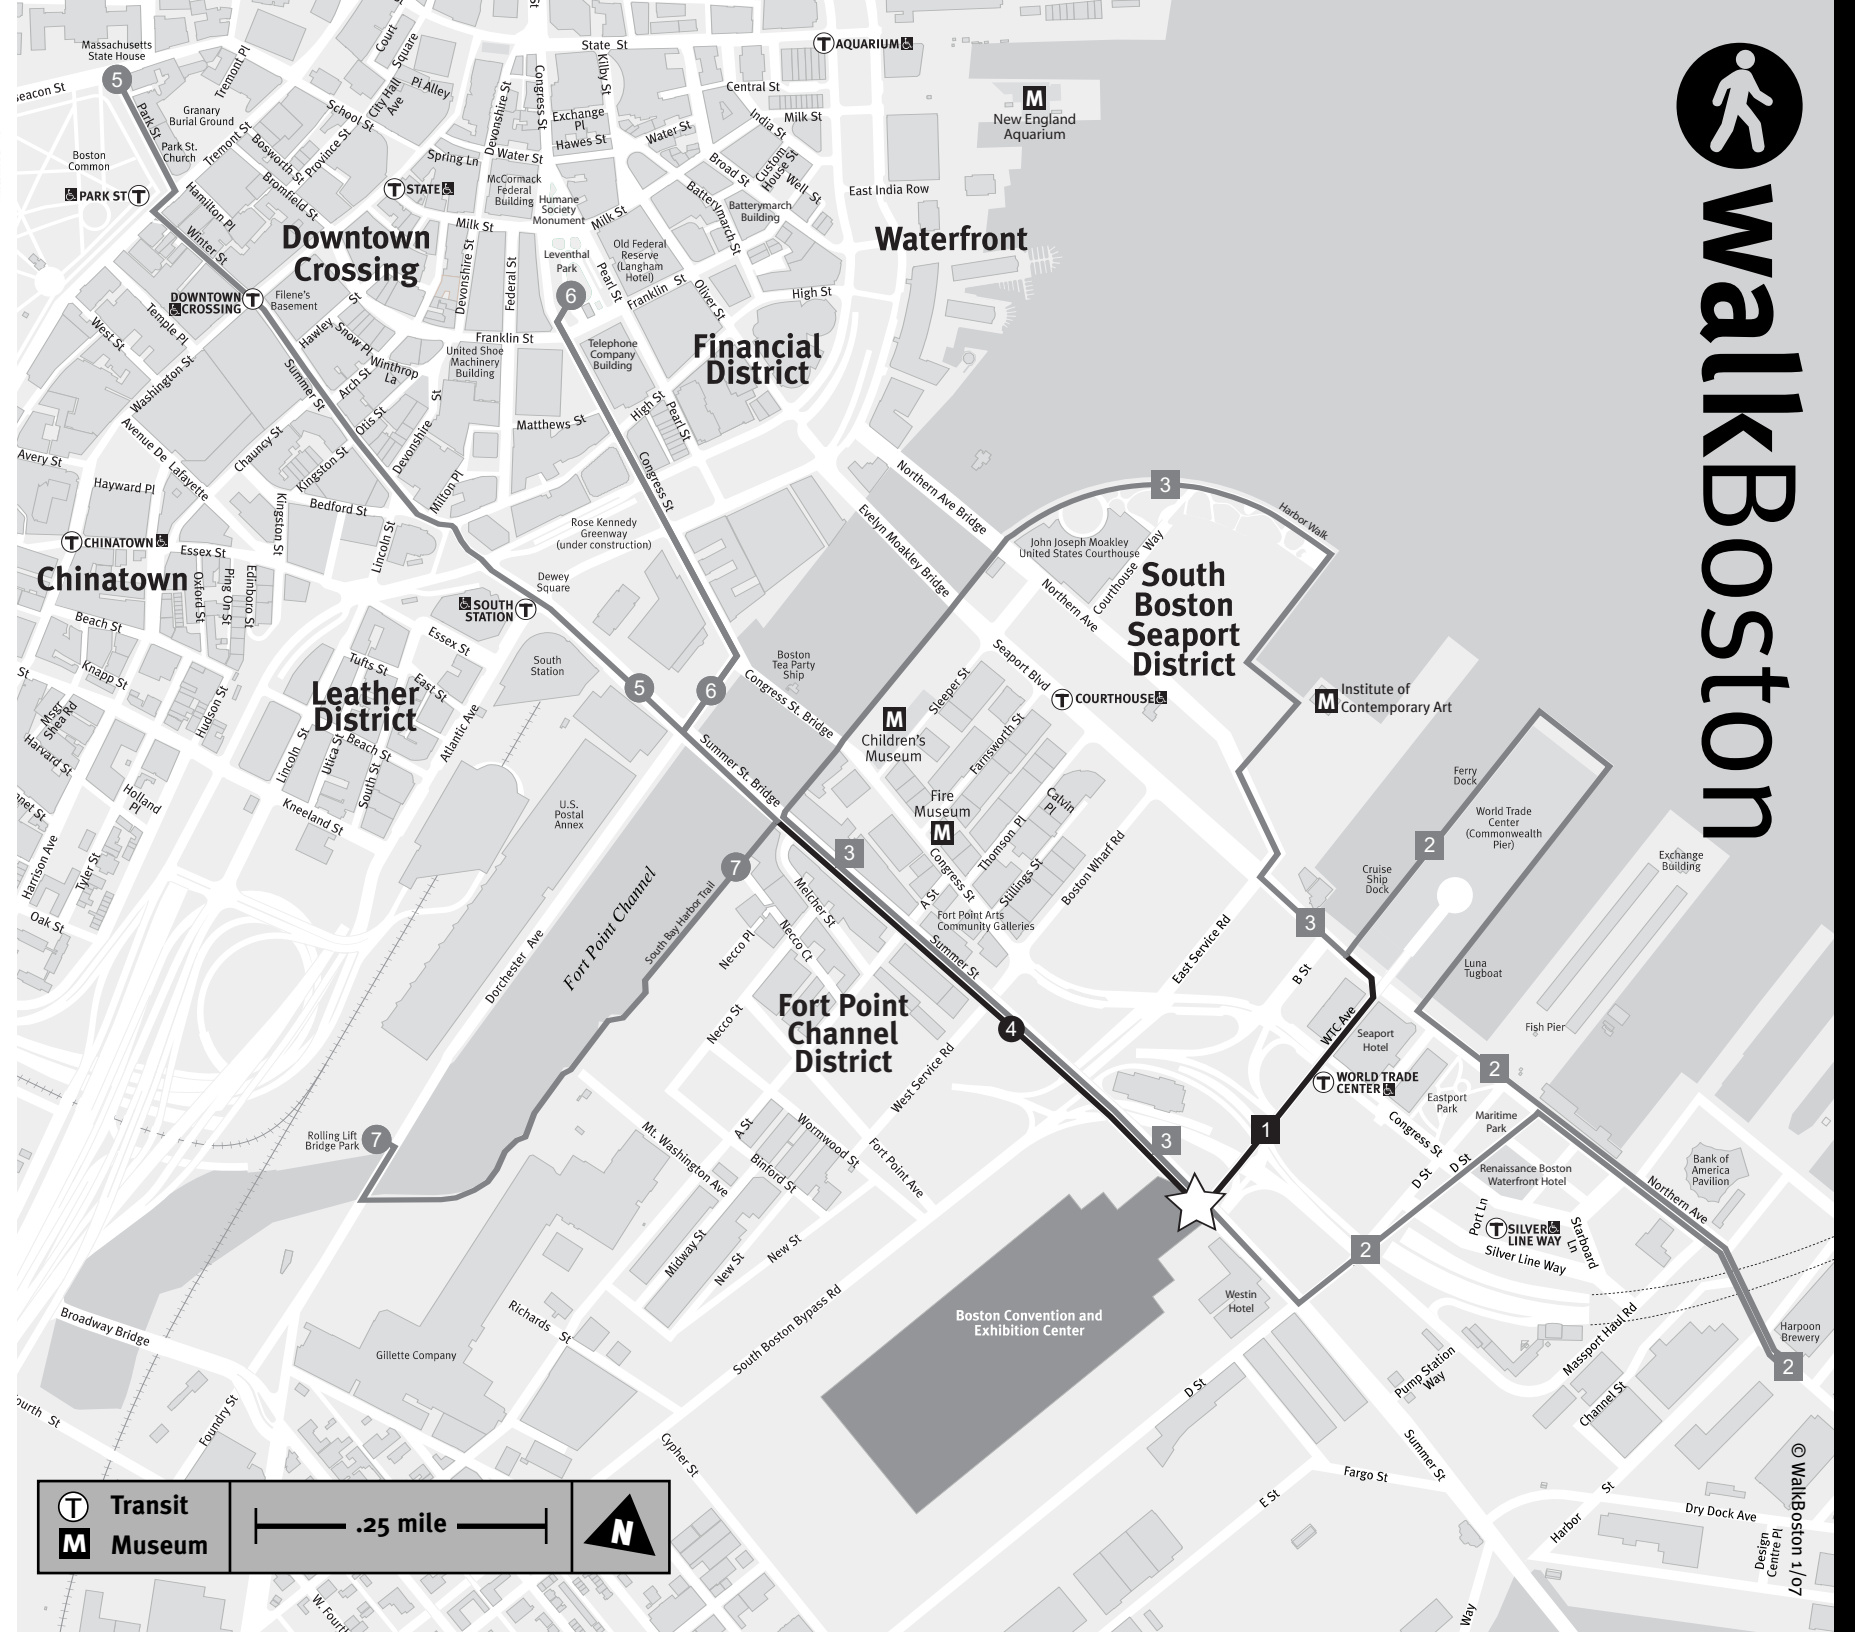 Massachusetts
State House
5
Beacon St
Park St
Granary
Burial Ground
Tremont Pl
Court
Square
City Hall
Ave
Pi Alley
School St
Boston
Common
Park St.
Church
Tremont St
Bosworth St
Province St
Bromfield St
PARK ST
T
Hamilton Pl
Winter St
Spring Ln
Devonshire St
Water St
Congress St
State St
Kilby St
Exchange
Pl
Hawes St
Water St
T
AQUARIUM
Central St
India St
Milk St
Broad St
Custom
House St
Well St
Batterymarch St
Batterymarch
Building
East India Row
M
New England
Aquarium
T
STATE
McCormack
Federal
Building
Humane
Society
Monument
Milk St
Milk St
Downtown
Crossing
Devonshire St
Federal St
Leventhal
Park
6
Pearl St
Old Federal
Reserve
(Langham
Hotel)
Franklin St
Oliver St
High St
Waterfront
DOWNTOWN
CROSSING
T
Filene's
Basement
St
Hawley
Snow Pl
Winthrop
La
Arch St
Otis St
Franklin St
United Shoe
Machinery
Building
Telephone
Company
Building
Financial
District
Temple Pl
West St
Washington St
Summer St
Avenue De Lafayette
Chauncy St
Kingston St
Devonshire St
Matthews St
High St
Pearl St
Milton Pl
Congress St
Avery St
Hayward Pl
Kingston St
Bedford St
Lincoln St
Rose Kennedy
Greenway
(under construction)
T
CHINATOWN
Essex St
Chinatown
Oxford St
Ping On St
Edinboro St
Dewey
Square
SOUTH
STATION
T
Beach St
Essex St
South
Station
5
6
Boston
Tea Party
Ship
Congress St. Bridge
Northern Ave Bridge
Evelyn Moakley Bridge
3
Harbor Walk
John Joseph Moakley
United States Courthouse
Courthouse Way
Northern Ave
South
Boston
Seaport
District
Seaport Blvd
T
COURTHOUSE
M
Institute of
Contemporary Art
St
Knapp St
Tufts St
East St
Leather
District
Msgr
Shea Rd
Harvard St
Hudson St
Lincoln St
Utica St
Beach St
South St
Atlantic Ave
Summer St. Bridge
M
Children's
Museum
Sleeper St
Farnsworth St
Fire
Museum
M
Calvin
Pl
Thomson Pl
Congress St
Stillings St
Boston Wharf Rd
A St
Fort Point Arts
Community Galleries
Holland
Pl
Kneeland St
U.S.
Postal
Annex
Harrison Ave
Tyler St
Oak St
Dorchester Ave
Fort Point Channel
South Bay Harbor Trail
7
3
Melcher St
Necco Ct
Necco Pl
Necco St
Summer St
4
Fort Point
Channel
District
West Service Rd
East Service Rd
B St
3
Ferry
Dock
World Trade
Center
(Commonwealth
Pier)
2
Cruise
Ship
Dock
Luna
Tugboat
Exchange
Building
Fish Pier
WTC Ave
Seaport
Hotel
T
WORLD TRADE
CENTER
2
Eastport
Park
Maritime
Park
Congress St
1
3
D St
D St
Renaissance Boston
Waterfront Hotel
Bank of
America
Pavilion
Northern Ave
Port Ln
T
SILVER
LINE WAY
Silver Line Way
Starboard
Ln
2
Rolling Lift
Bridge Park
7
Mt. Washington Ave
A St
Binford St
Wormwood St
Fort Point Ave
Midway St
New St
New St
South Boston Bypass Rd
Boston Convention and
Exhibition Center
Westin
Hotel
Broadway Bridge
Richards St
Gillette Company
Foundry St
Cypher St
D St
E St
Fargo St
Summer St
Pump Station
Way
Massport Haul Rd
Channel St
Harpoon
Brewery
2
Harbor St
Dry Dock Ave
Design
Centre Pl
Way
T Transit
M Museum
.25 mile
N
walkBoston
© WalkBoston 1/07